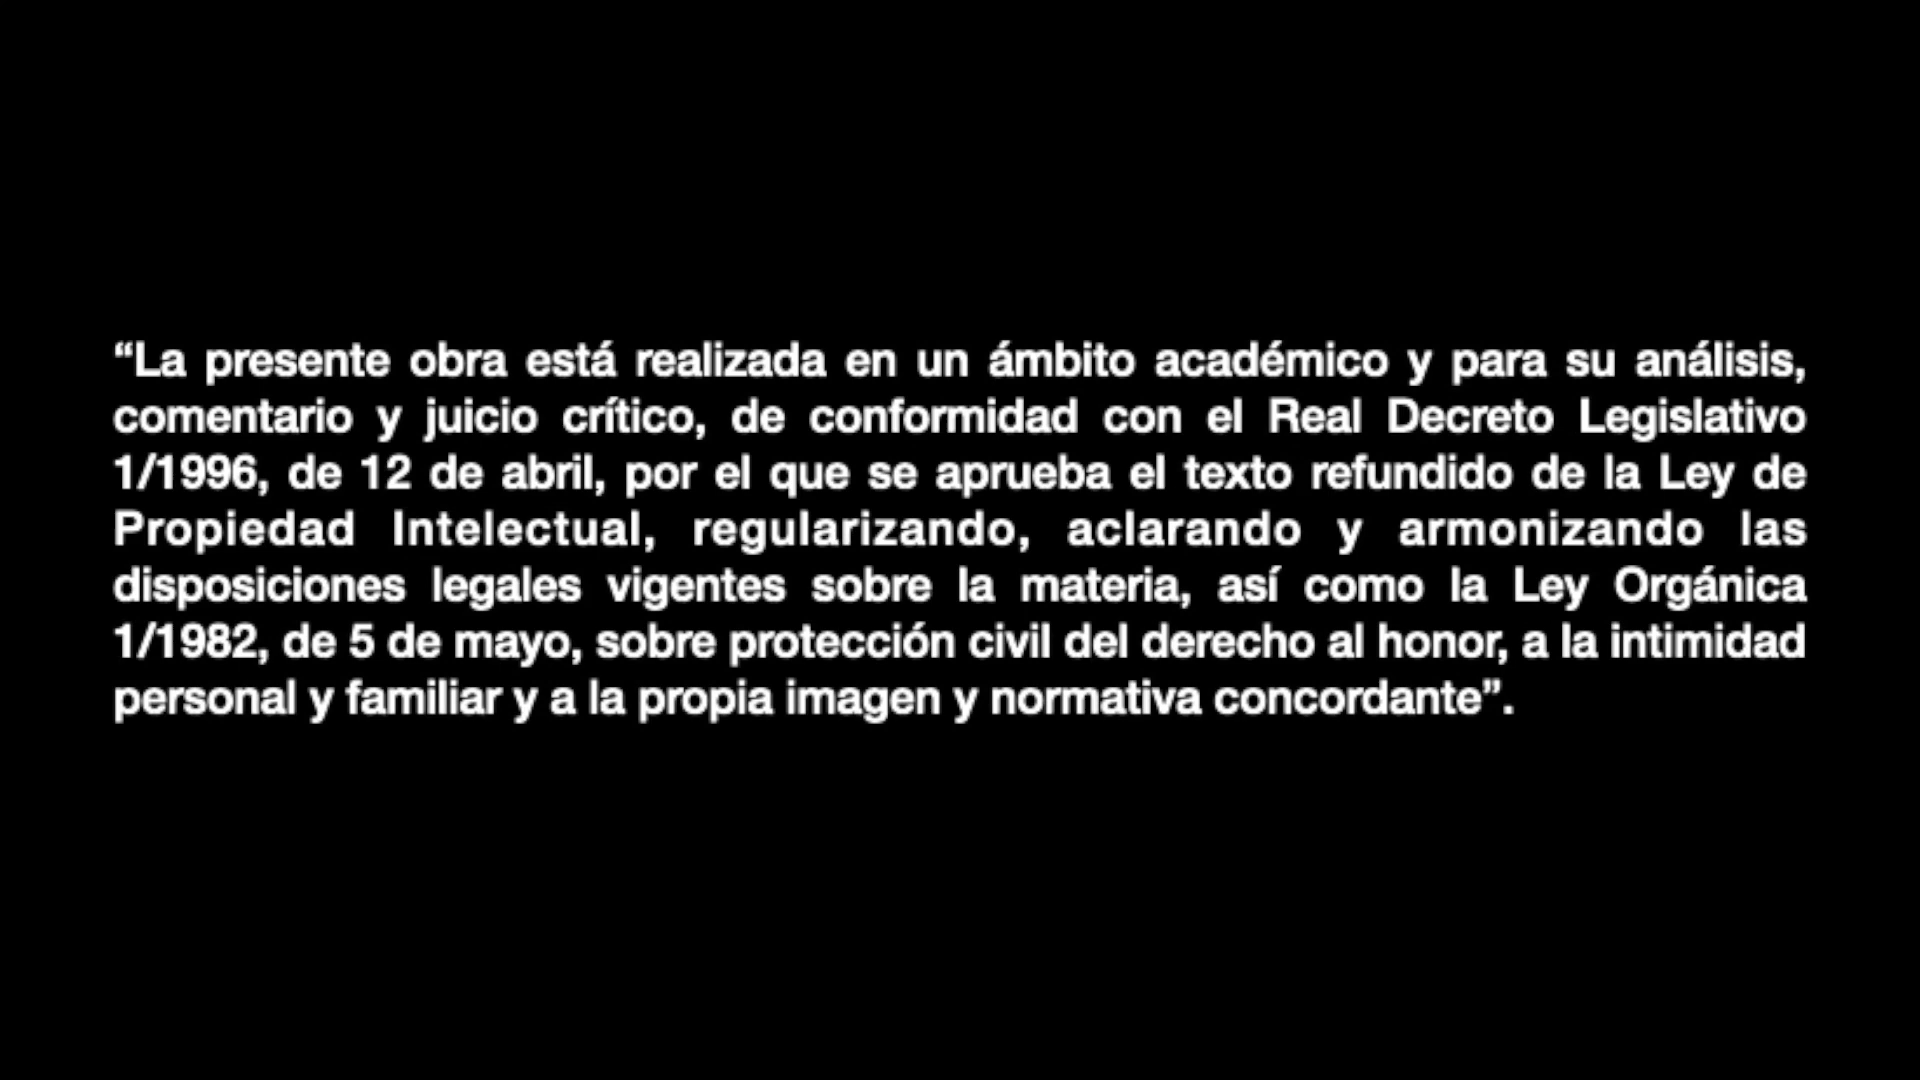 “La presente obra está realizada en un ámbito académico y para su análisis,
comentario y juicio crítico, de conformidad con el Real Decreto Legislativo
1/1996, de 12 de abril, por el que se aprueba el texto refundido de la Ley de
Propiedad Intelectual, regularizando, aclarando y armonizando las
disposiciones legales vigentes sobre la materia, así como la Ley Orgánica
1/1982, de 5 de mayo, sobre protección civil del derecho al honor, a la intimidad
personal y familiar y a la propia imagen y normativa concordante”.